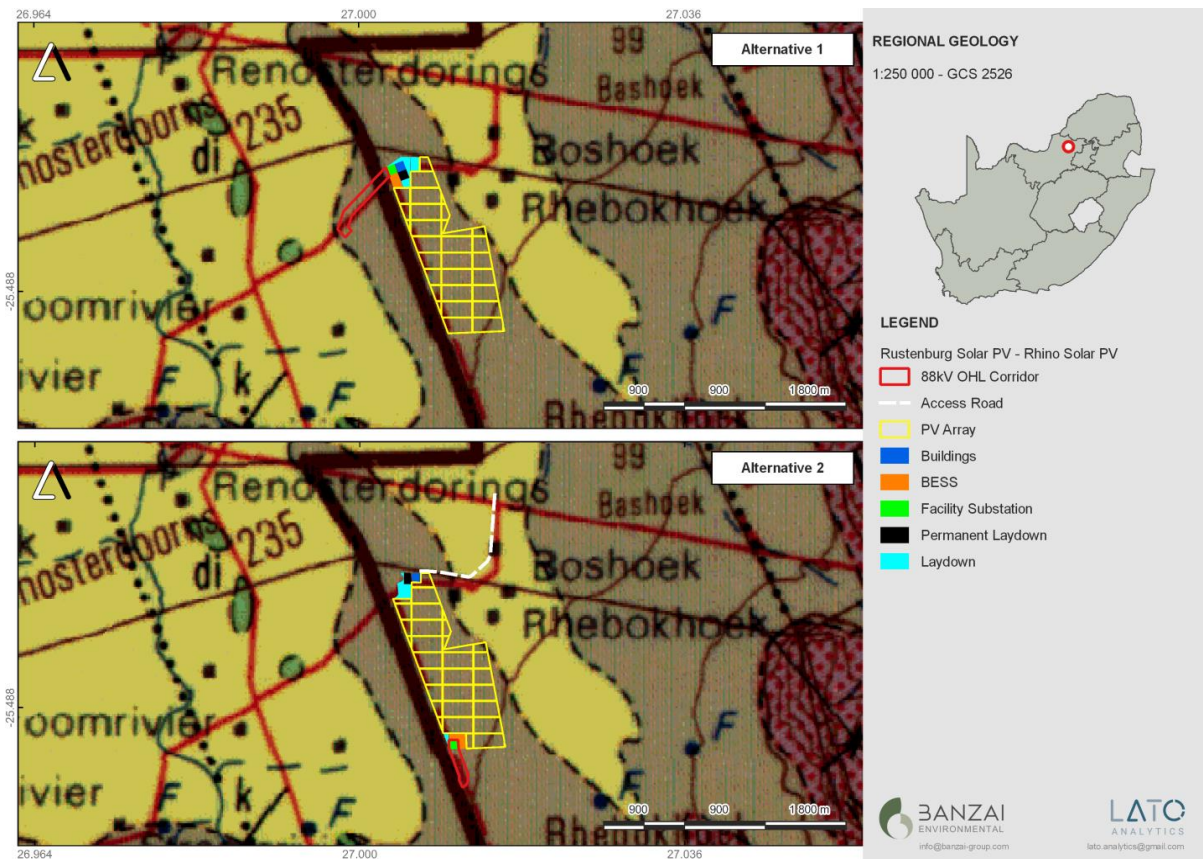 26.964 27.000 27.036
Alternative 1
Renosterdorings
99
Bashoek
235
di
Boshoek
Rhebokhoek
-25.488
oomrivier
ivier
F
k
F
F
F
900 900 1 800 m
Alternative 2
Renosterdorings
99
Bashoek
235
di
Boshoek
Rhebokhoek
-25.488
oomrivier
ivier
F
k
F
F
F
900 900 1 800 m
26.964 27.000 27.036
REGIONAL GEOLOGY
1:250 000 - GCS 2526
LEGEND
Rustenburg Solar PV - Rhino Solar PV
88kV OHL Corridor
Access Road
PV Array
Buildings
BESS
Facility Substation
Permanent Laydown
Laydown
BANZAI
ENVIRONMENTAL
info@banzai-group.com
LATO
ANALYTICS
lato.analytics@gmail.com